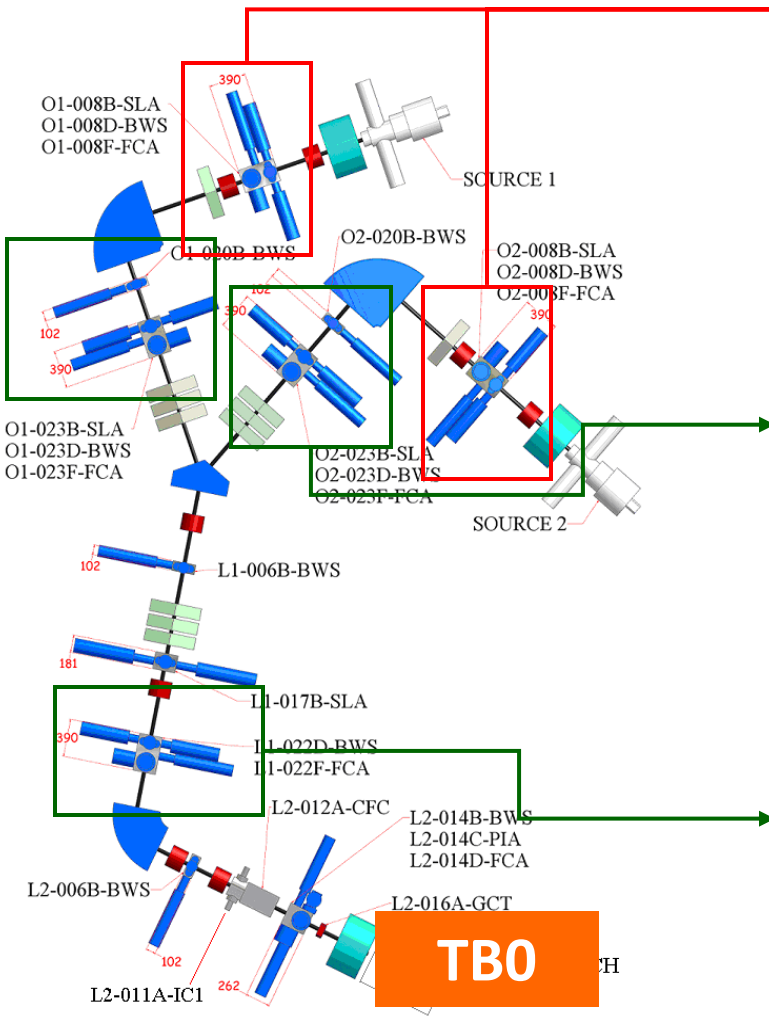 390
O1-008B-SLA
O1-008D-BWS
O1-008F-FCA
SOURCE 1
O1-020B-BWS
O2-020B-BWS
O2-008B-SLA
O2-008D-BWS
O2-008F-FCA
102
102
390
390
390
O1-023B-SLA
O1-023D-BWS
O1-023F-FCA
O2-023B-SLA
O2-023D-BWS
O2-023F-FCA
SOURCE 2
102
L1-006B-BWS
181
L1-017B-SLA
390
L1-022D-BWS
L1-022F-FCA
L2-012A-CFC
L2-014B-BWS
L2-014C-PIA
L2-014D-FCA
L2-006B-BWS
L2-016A-GCT
TB0
CH
102
262
L2-011A-IC1